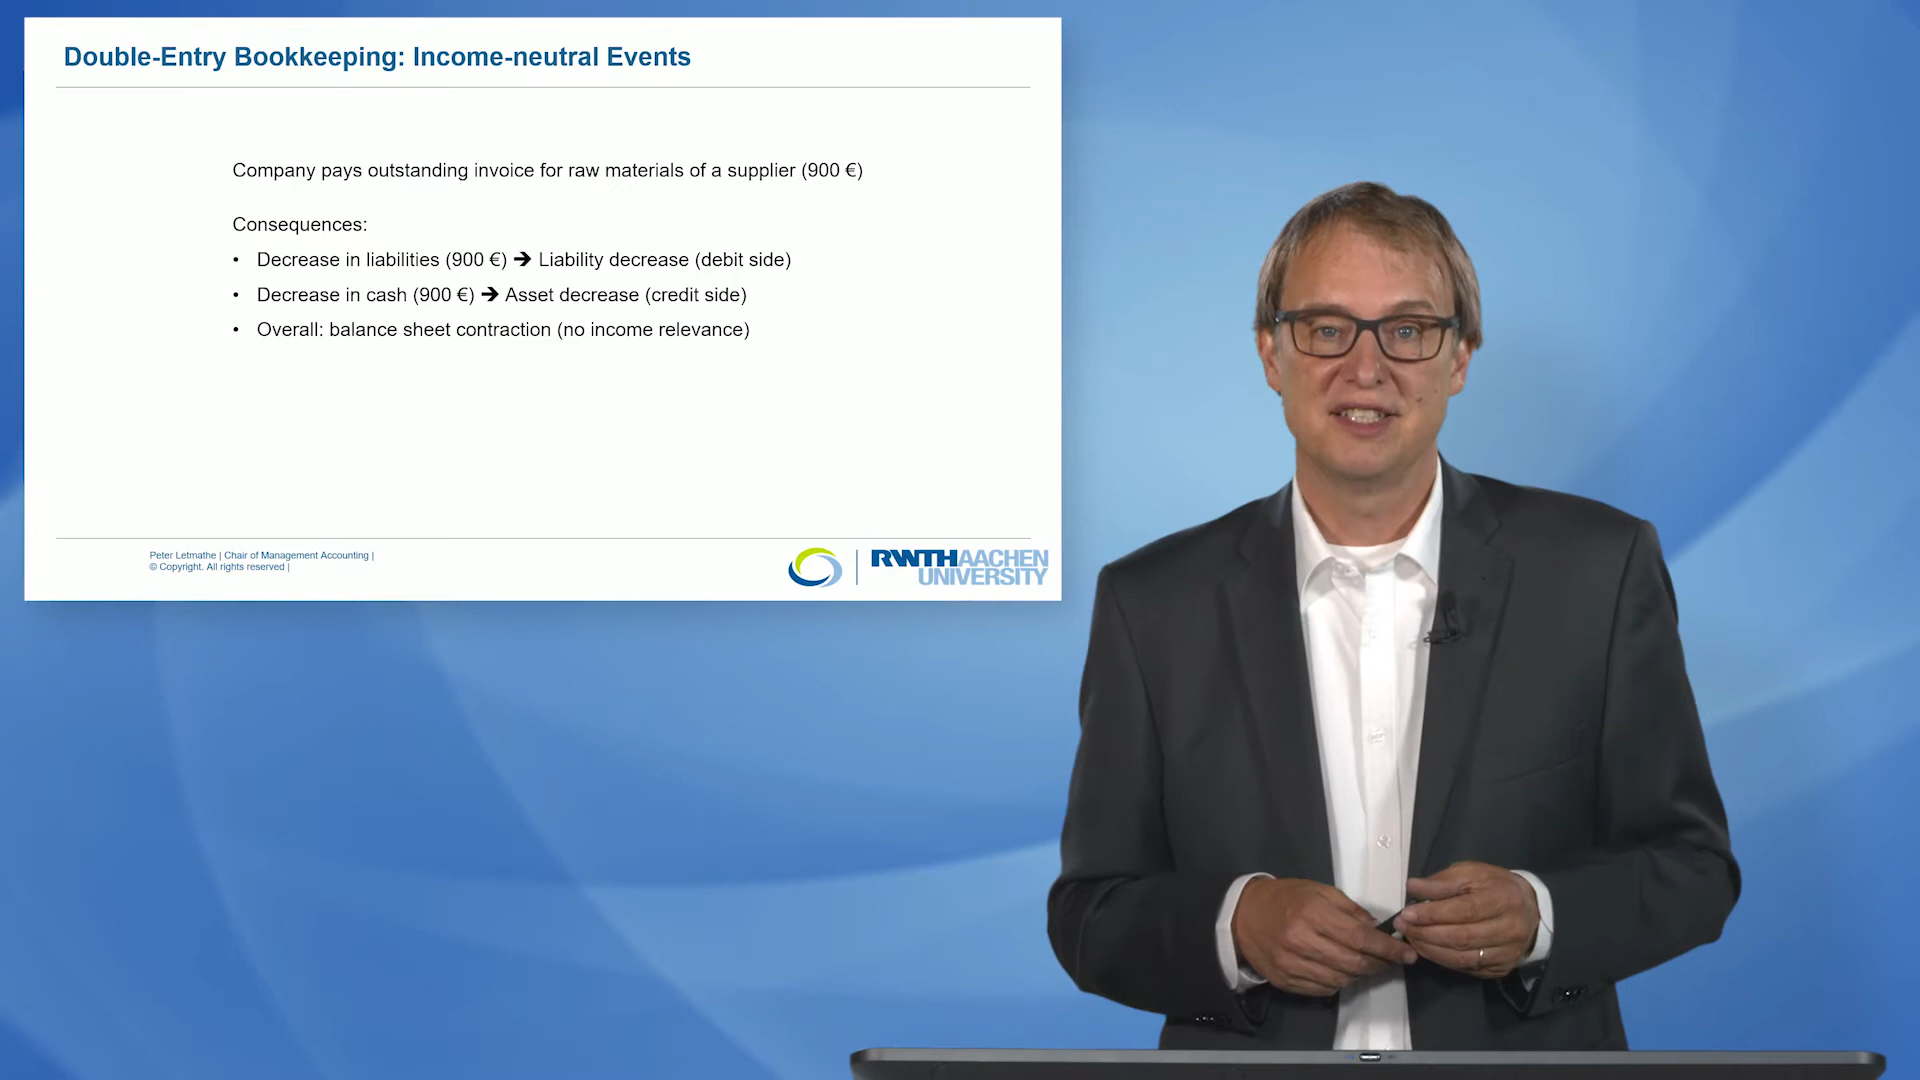 Double-Entry Bookkeeping: Income-neutral Events
Company pays outstanding invoice for raw materials of a supplier (900 €)
Consequences:
• Decrease in liabilities (900 €) 🡺 Liability decrease (debit side)
• Decrease in cash (900 €) 🡺 Asset decrease (credit side)
• Overall: balance sheet contraction (no income relevance)
Peter Letmathe | Chair of Management Accounting |
© Copyright. All rights reserved |
RWTH AACHEN
UNIVERSITY